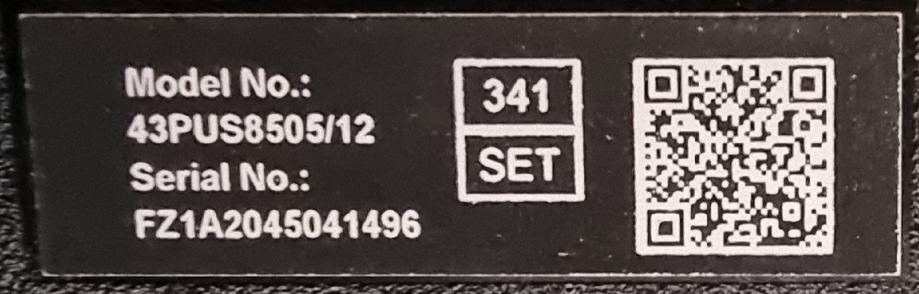 Model No.:
43PUS8505/12
Serial No.:
FZ1A2045041496
341
SET